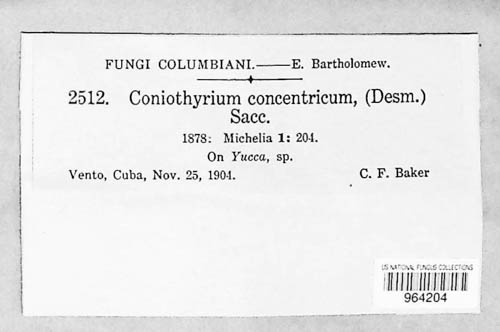 FUNGI COLUMBIANI.——E. Bartholomew.
2512. Coniothyrium concentricum, (Desm.)
Sacc.
1878: Michelia 1: 204.
On Yucca, sp.
Vento, Cuba, Nov. 25, 1904. C. F. Baker
US NATIONAL FUNGUS COLLECTIONS
964204